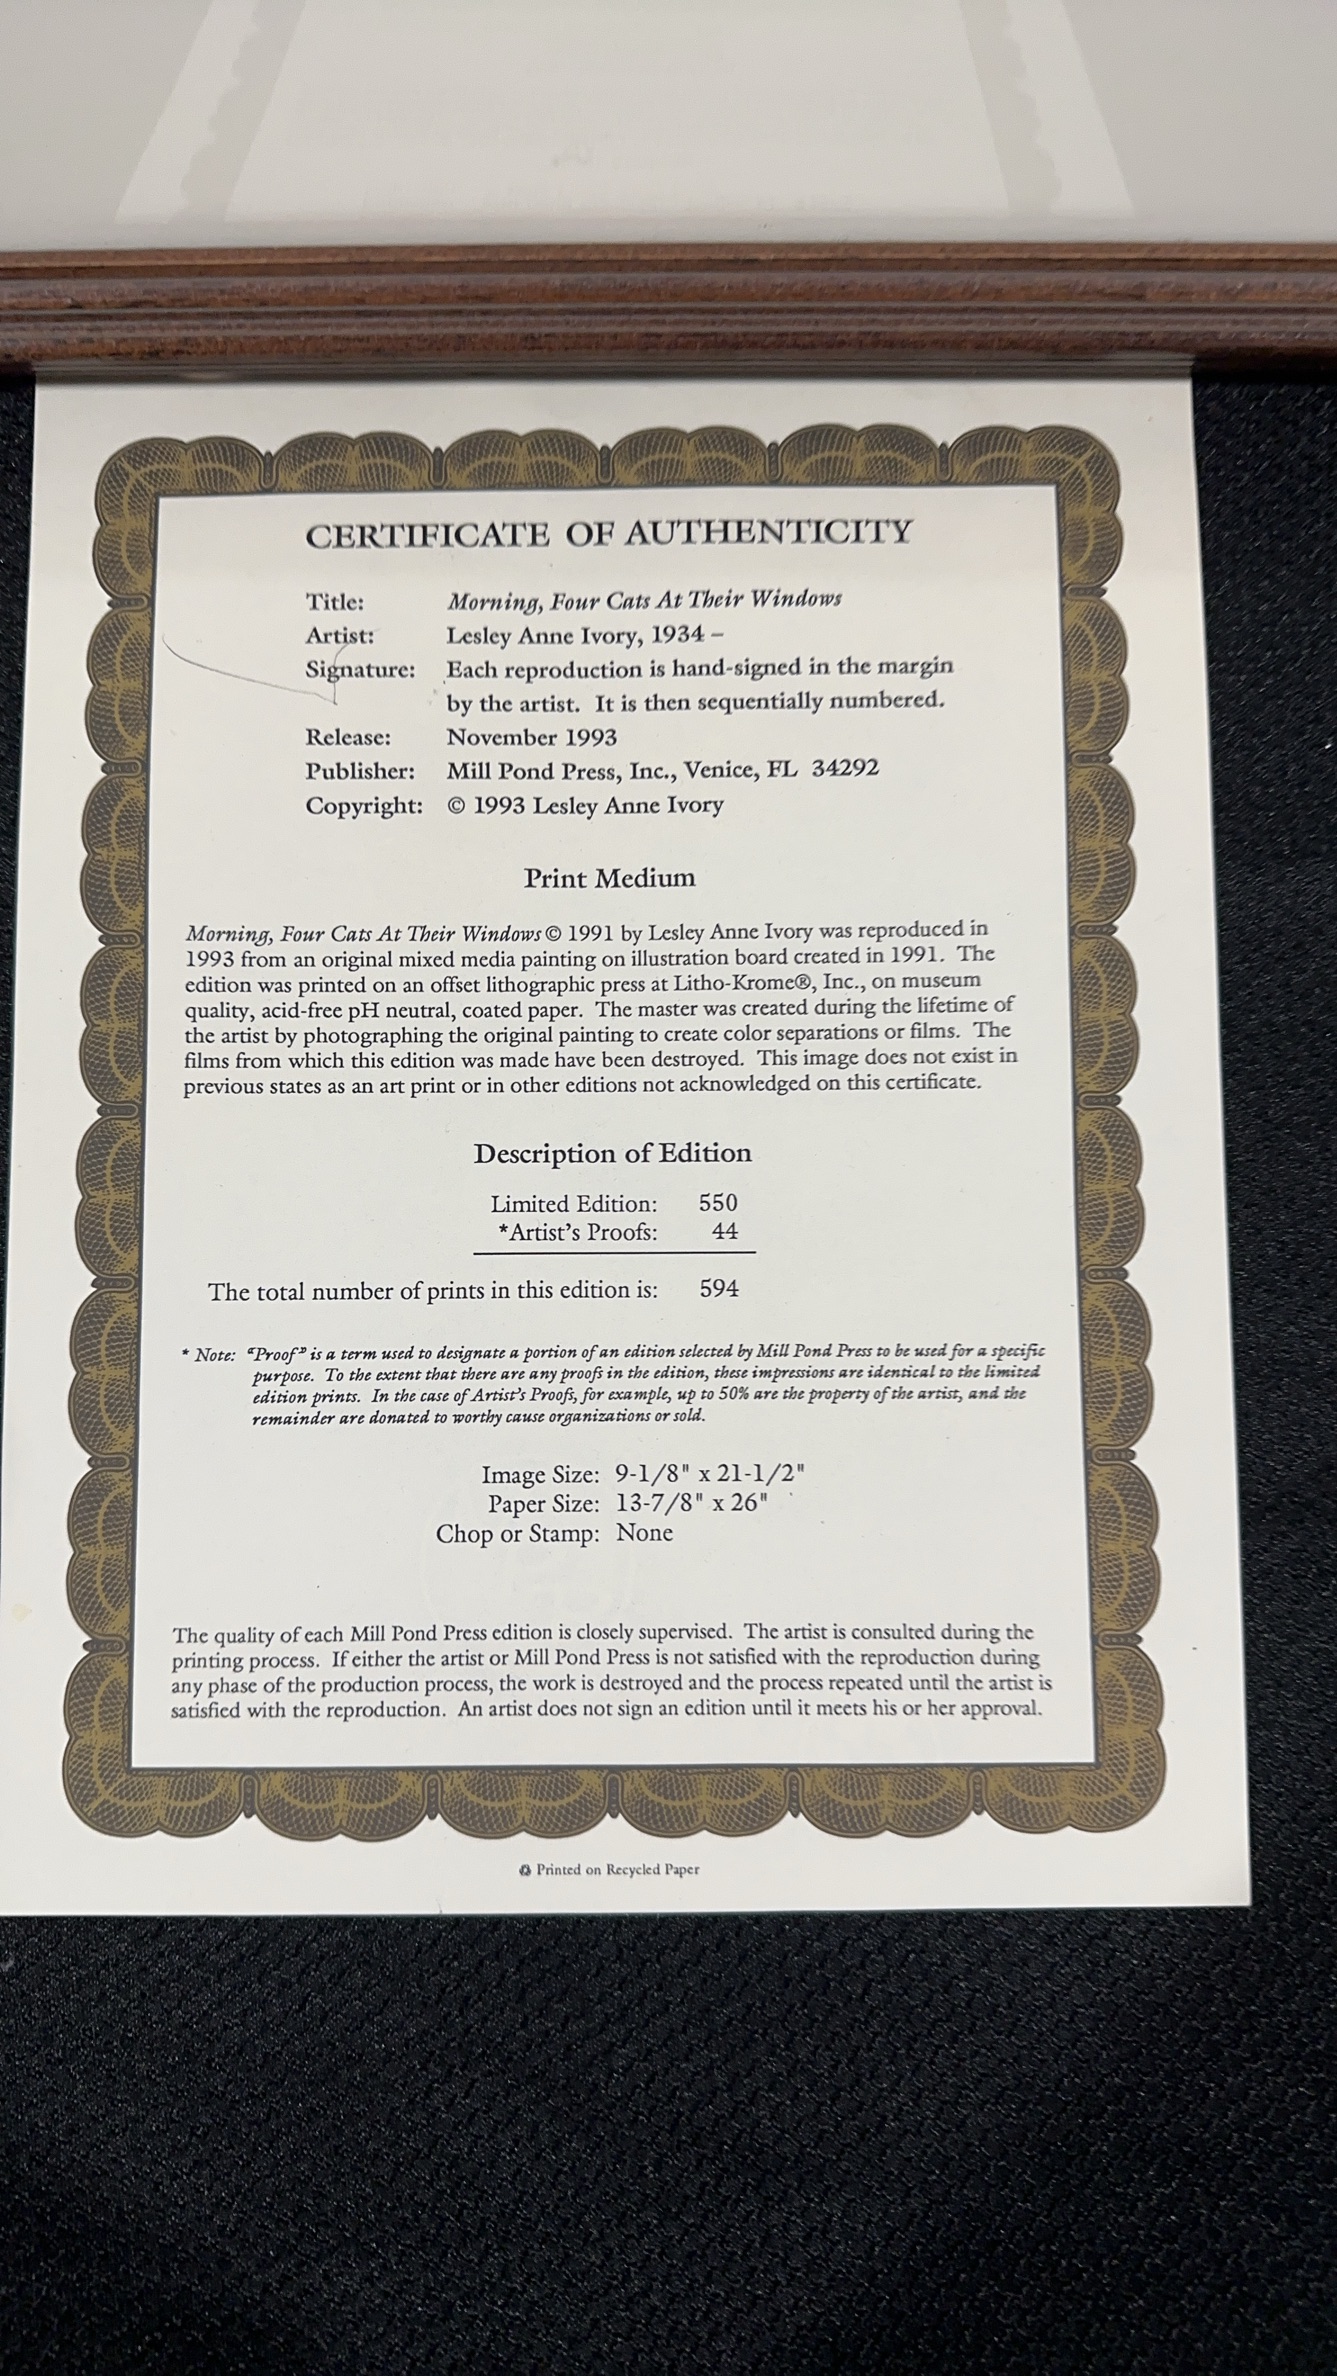 CERTIFICATE OF AUTHENTICITY
Title: Morning, Four Cats At Their Windows
Artist: Lesley Anne Ivory, 1934 –
Signature: Each reproduction is hand-signed in the margin
by the artist. It is then sequentially numbered.
Release: November 1993
Publisher: Mill Pond Press, Inc., Venice, FL 34292
Copyright: © 1993 Lesley Anne Ivory
Print Medium
Morning, Four Cats At Their Windows © 1991 by Lesley Anne Ivory was reproduced in
1993 from an original mixed media painting on illustration board created in 1991. The
edition was printed on an offset lithographic press at Litho-Krome®, Inc., on museum
quality, acid-free pH neutral, coated paper. The master was created during the lifetime of
the artist by photographing the original painting to create color separations or films. The
films from which this edition was made have been destroyed. This image does not exist in
previous states as an art print or in other editions not acknowledged on this certificate.
Description of Edition
Limited Edition: 550
*Artist's Proofs: 44
The total number of prints in this edition is: 594
* Note: "Proof" is a term used to designate a portion of an edition selected by Mill Pond Press to be used for a specific
purpose. To the extent that there are any proofs in the edition, these impressions are identical to the limited
edition prints. In the case of Artist's Proofs, for example, up to 50% are the property of the artist, and the
remainder are donated to worthy cause organizations or sold.
Image Size: 9-1/8" x 21-1/2"
Paper Size: 13-7/8" x 26"
Chop or Stamp: None
The quality of each Mill Pond Press edition is closely supervised. The artist is consulted during the
printing process. If either the artist or Mill Pond Press is not satisfied with the reproduction during
any phase of the production process, the work is destroyed and the process repeated until the artist is
satisfied with the reproduction. An artist does not sign an edition until it meets his or her approval.
Printed on Recycled Paper